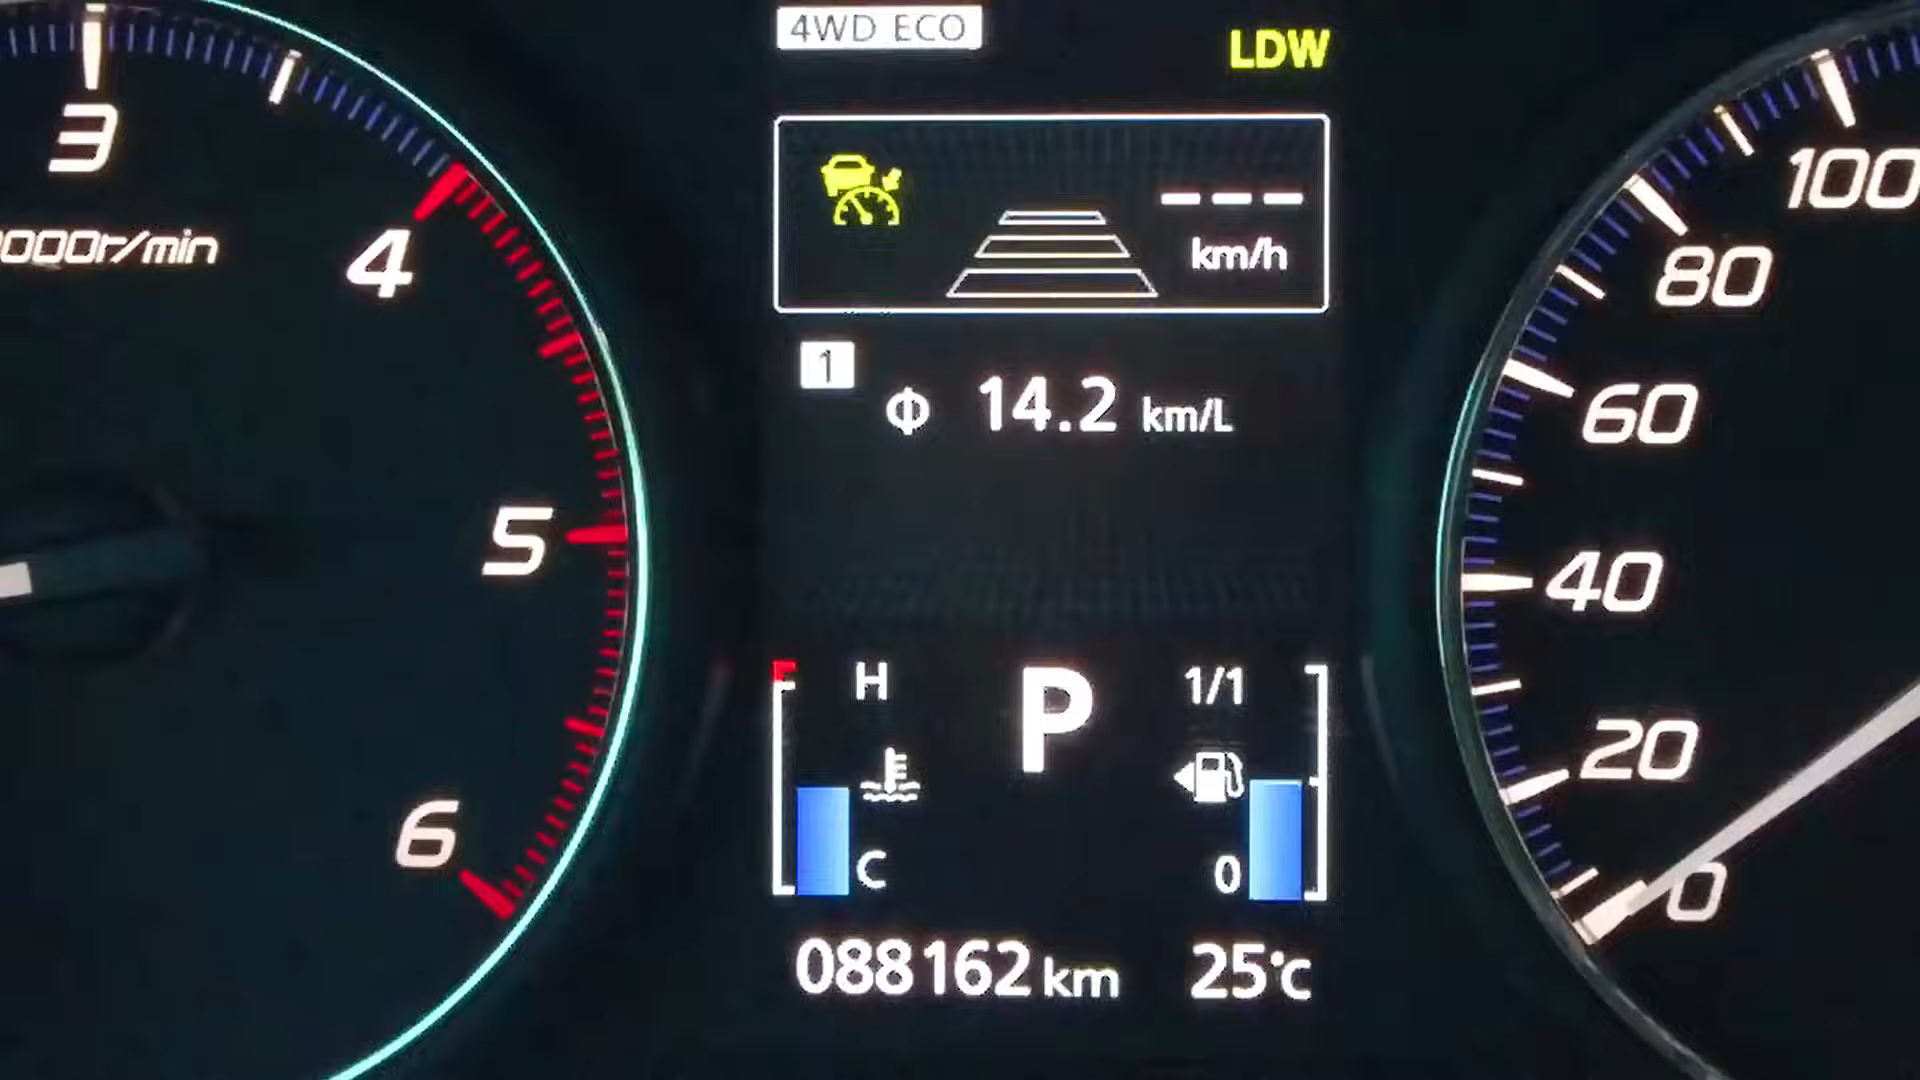 4WD ECO
LDW
3
000r/min
4
5
6
--- km/h
1
Φ 14.2 km/L
H
C
P
1/1
0
088162 km
25°C
100
80
60
40
20
0